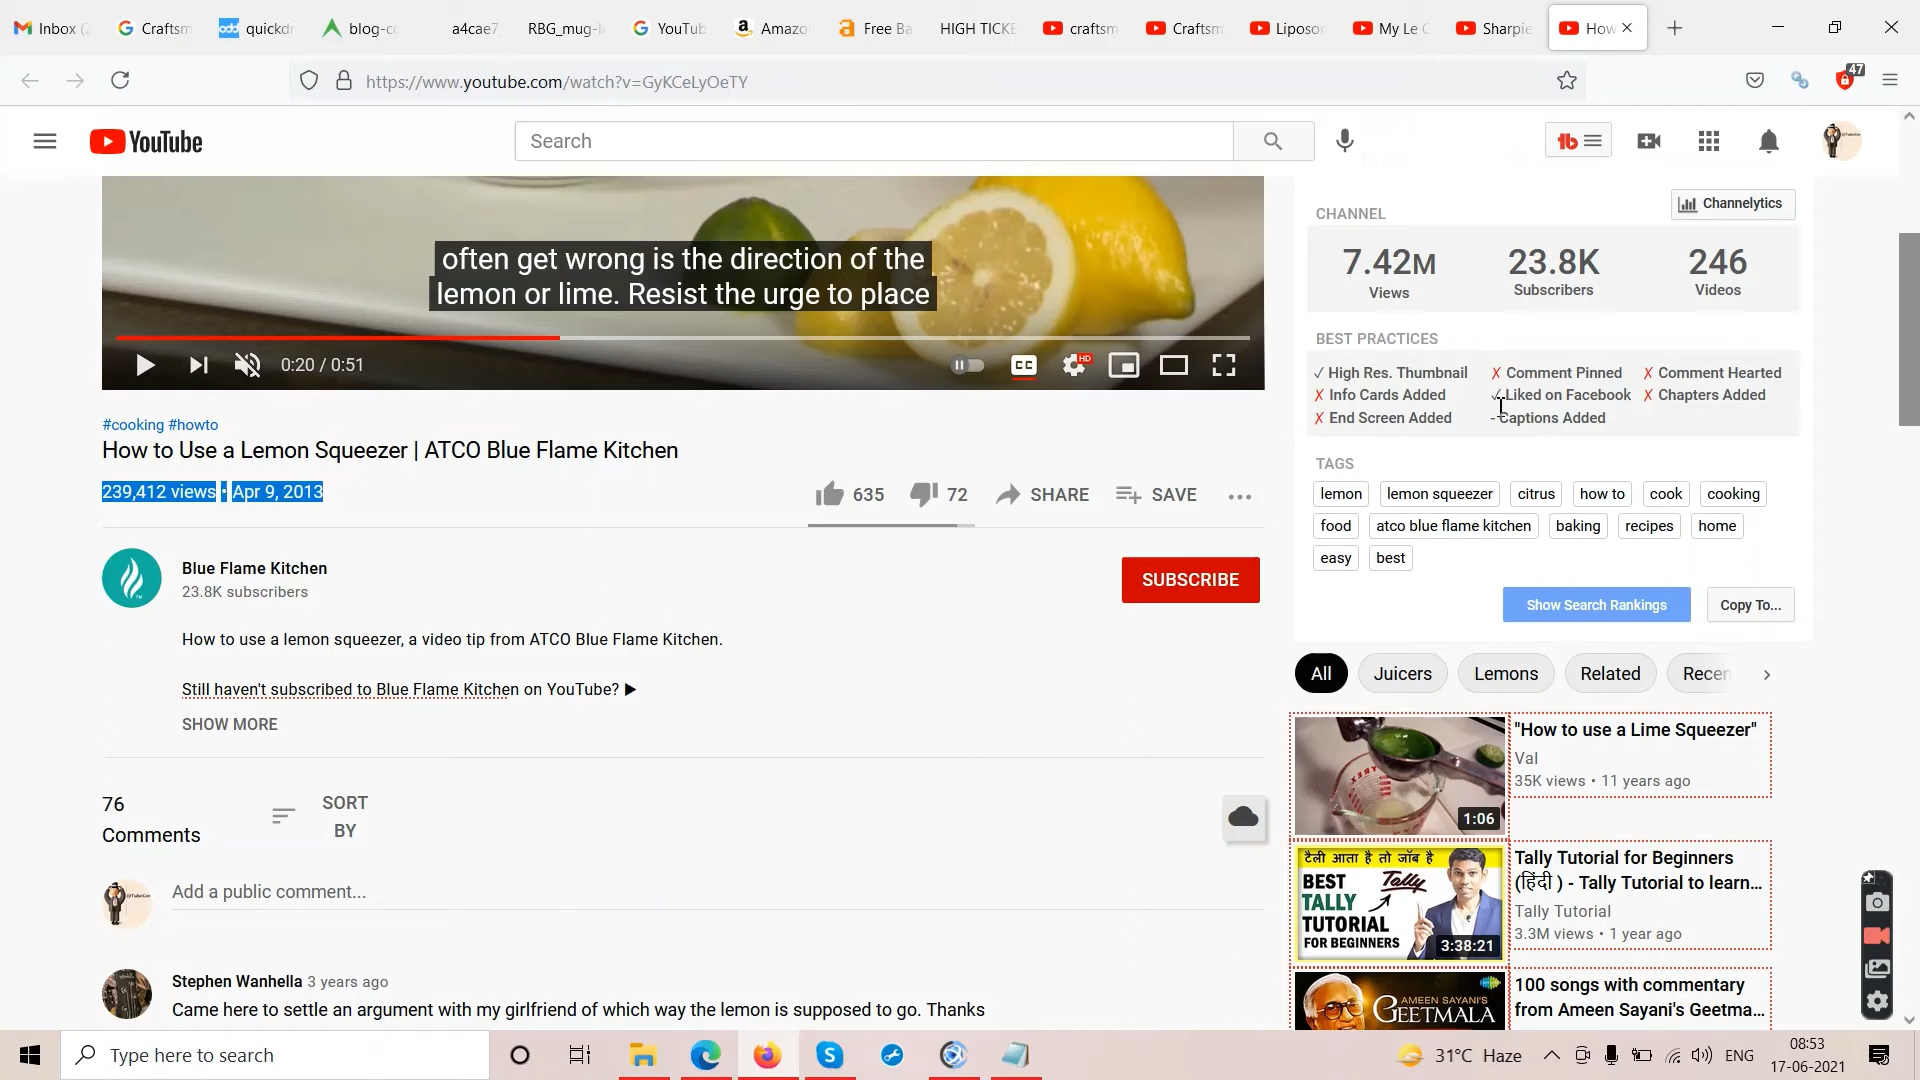 Inbox (2
Craftsm
quickdr
blog-co
a4cae7
RBG_mug-l
YouTub
Amazo
Free Ba
HIGH TICKE
craftsm
Craftsm
Liposor
My Le C
Sharpie
How
https://www.youtube.com/watch?v=GyKCeLyOeTY
47
YouTube
Search
often get wrong is the direction of the
lemon or lime. Resist the urge to place
0:20 / 0:51
CC
HD
#cooking #howto
How to Use a Lemon Squeezer | ATCO Blue Flame Kitchen
239,412 views • Apr 9, 2013
635
72
SHARE
SAVE
Blue Flame Kitchen
23.8K subscribers
SUBSCRIBE
How to use a lemon squeezer, a video tip from ATCO Blue Flame Kitchen.
Still haven't subscribed to Blue Flame Kitchen on YouTube? ►
SHOW MORE
76
Comments
SORT
BY
Add a public comment...
Stephen Wanhella 3 years ago
Came here to settle an argument with my girlfriend of which way the lemon is supposed to go. Thanks
CHANNEL
Channelytics
7.42M
Views
23.8K
Subscribers
246
Videos
BEST PRACTICES
✓ High Res. Thumbnail
✗ Comment Pinned
✗ Comment Hearted
✗ Info Cards Added
✓ Liked on Facebook
✗ Chapters Added
✗ End Screen Added
- Captions Added
TAGS
lemon
lemon squeezer
citrus
how to
cook
cooking
food
atco blue flame kitchen
baking
recipes
home
easy
best
Show Search Rankings
Copy To...
All
Juicers
Lemons
Related
Recen
"How to use a Lime Squeezer"
Val
35K views • 11 years ago
1:06
टैली आता है तो जॉब है
BEST
TALLY
Tally
TUTORIAL
FOR BEGINNERS
3:38:21
Tally Tutorial for Beginners
(हिंदी ) - Tally Tutorial to learn...
Tally Tutorial
3.3M views • 1 year ago
AMEEN SAYANI'S
GEETMALA
100 songs with commentary
from Ameen Sayani's Geetma...
Type here to search
31°C Haze
ENG
08:53
17-06-2021